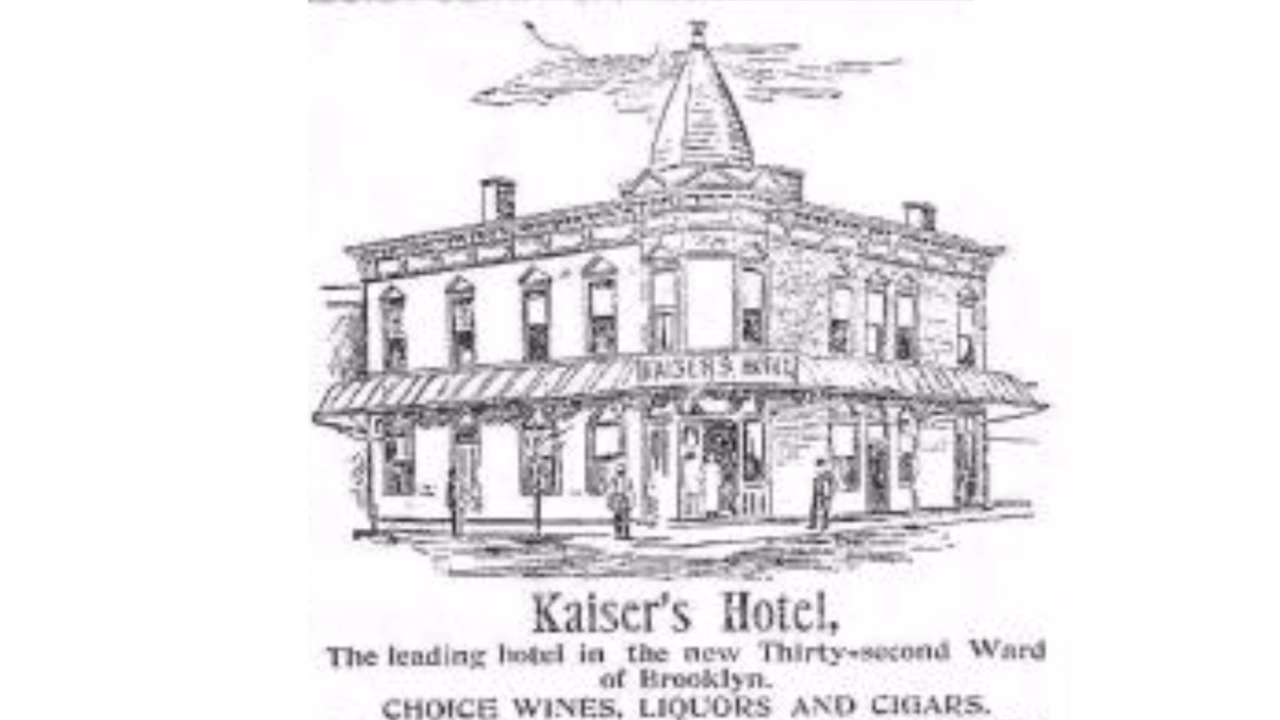 KAISER'S HOTEL
Kaiser's Hotel,
The leading hotel in the new Thirty-second Ward
of Brooklyn.
CHOICE WINES, LIQUORS AND CIGARS.